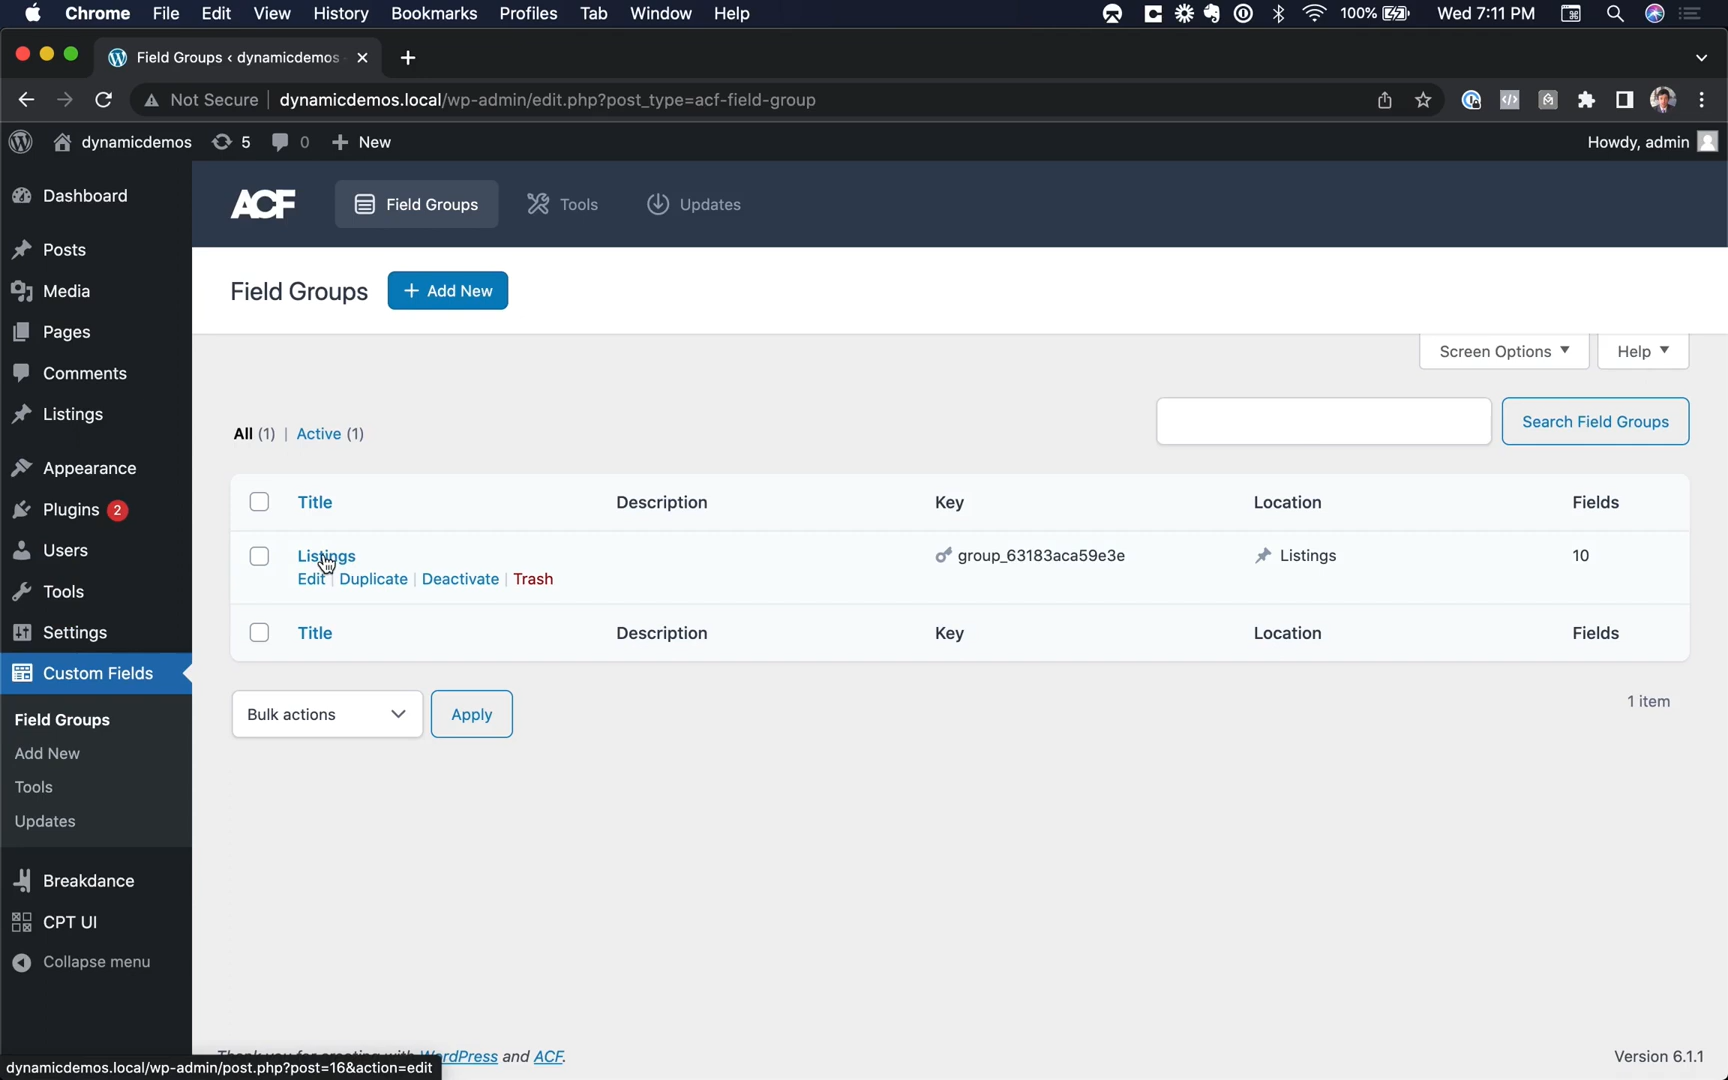 Chrome File Edit View History Bookmarks Profiles Tab Window Help 100% Wed 7:11 PM
Field Groups ‹ dynamicdemos
Not Secure dynamicdemos.local/wp-admin/edit.php?post_type=acf-field-group
dynamicdemos 5 0 + New Howdy, admin
Dashboard
Posts
Media
Pages
Comments
Listings
Appearance
Plugins 2
Users
Tools
Settings
Custom Fields
Field Groups
Add New
Tools
Updates
Breakdance
CPT UI
Collapse menu
ACF Field Groups Tools Updates
Field Groups + Add New
Screen Options Help
All (1) | Active (1) Search Field Groups
Title Description Key Location Fields
Listings group_63183aca59e3e Listings 10
Edit | Duplicate | Deactivate | Trash
Title Description Key Location Fields
Bulk actions Apply 1 item
Thank you for creating with WordPress and ACF. Version 6.1.1
dynamicdemos.local/wp-admin/post.php?post=16&action=edit